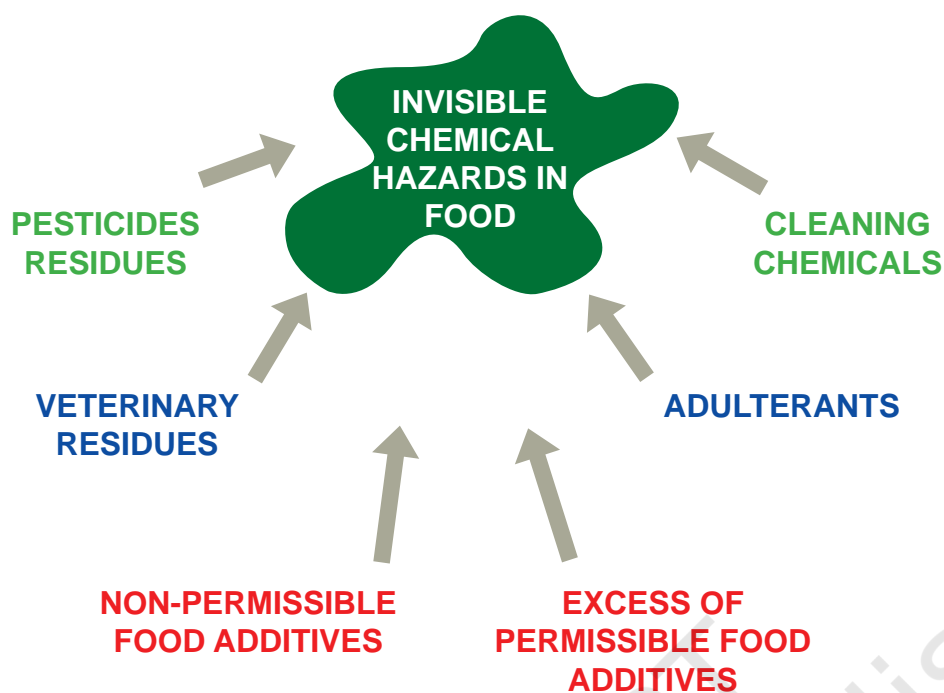 INVISIBLE
CHEMICAL
HAZARDS IN
FOOD
PESTICIDES
RESIDUES
CLEANING
CHEMICALS
VETERINARY
RESIDUES
ADULTERANTS
NON-PERMISSIBLE
FOOD ADDITIVES
EXCESS OF
PERMISSIBLE FOOD
ADDITIVES